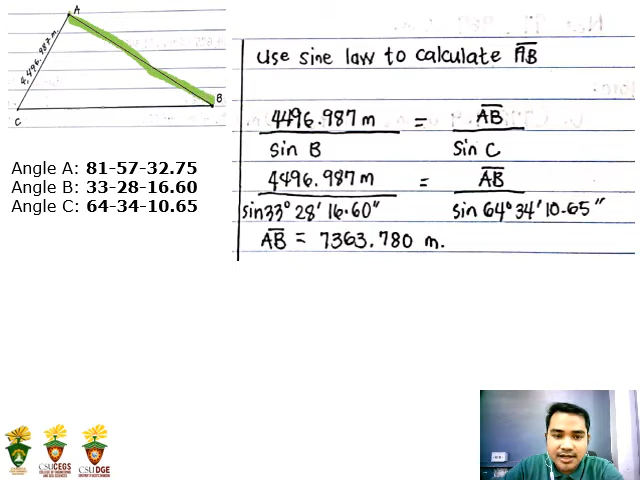 A
4,496.987 m.
B
C
Angle A: 81-57-32.75
Angle B: 33-28-16.60
Angle C: 64-34-10.65
Use sine law to calculate AB
4496.987 m = AB
sin B sin C
4496.987 m = AB
sin 33° 28' 16.60" sin 64° 34' 10.65"
AB = 7363.780 m.
CSUCEGS CSUDGE